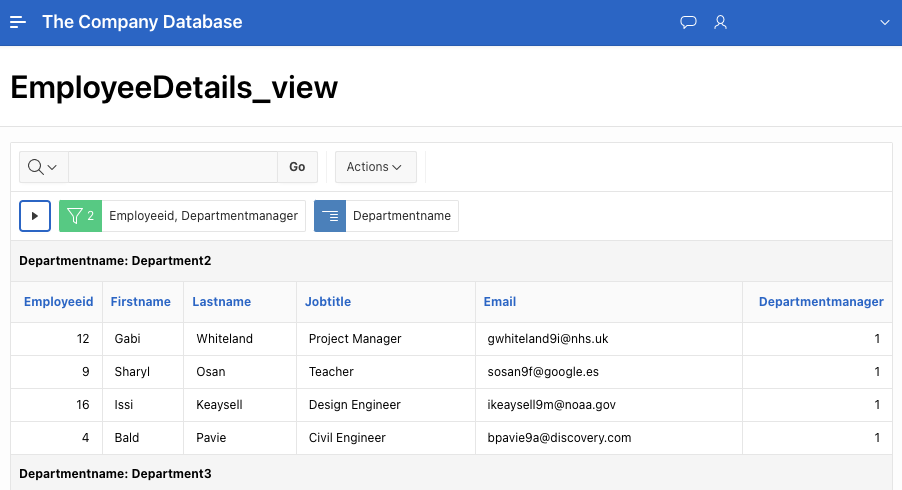 The Company Database
EmployeeDetails_view
Go
Actions
2 Employeeid, Departmentmanager
Departmentname
Departmentname: Department2
Employeeid Firstname Lastname Jobtitle Email Departmentmanager
12 Gabi Whiteland Project Manager gwhiteland9i@nhs.uk 1
9 Sharyl Osan Teacher sosan9f@google.es 1
16 Issi Keaysell Design Engineer ikeaysell9m@noaa.gov 1
4 Bald Pavie Civil Engineer bpavie9a@discovery.com 1
Departmentname: Department3